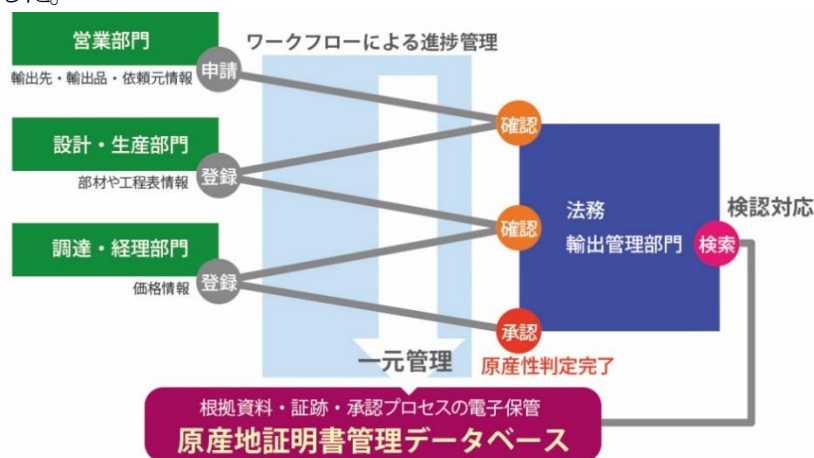 した。
営業部門
ワークフローによる進捗管理
輸出先・輸出品・依頼元情報
申請
確認
設計・生産部門
部材や工程表情報
登録
法務
輸出管理部門
検認対応
確認
検索
調達・経理部門
価格情報
登録
承認
一元管理
原産性判定完了
根拠資料・証跡・承認プロセスの電子保管
原産地証明書管理データベース